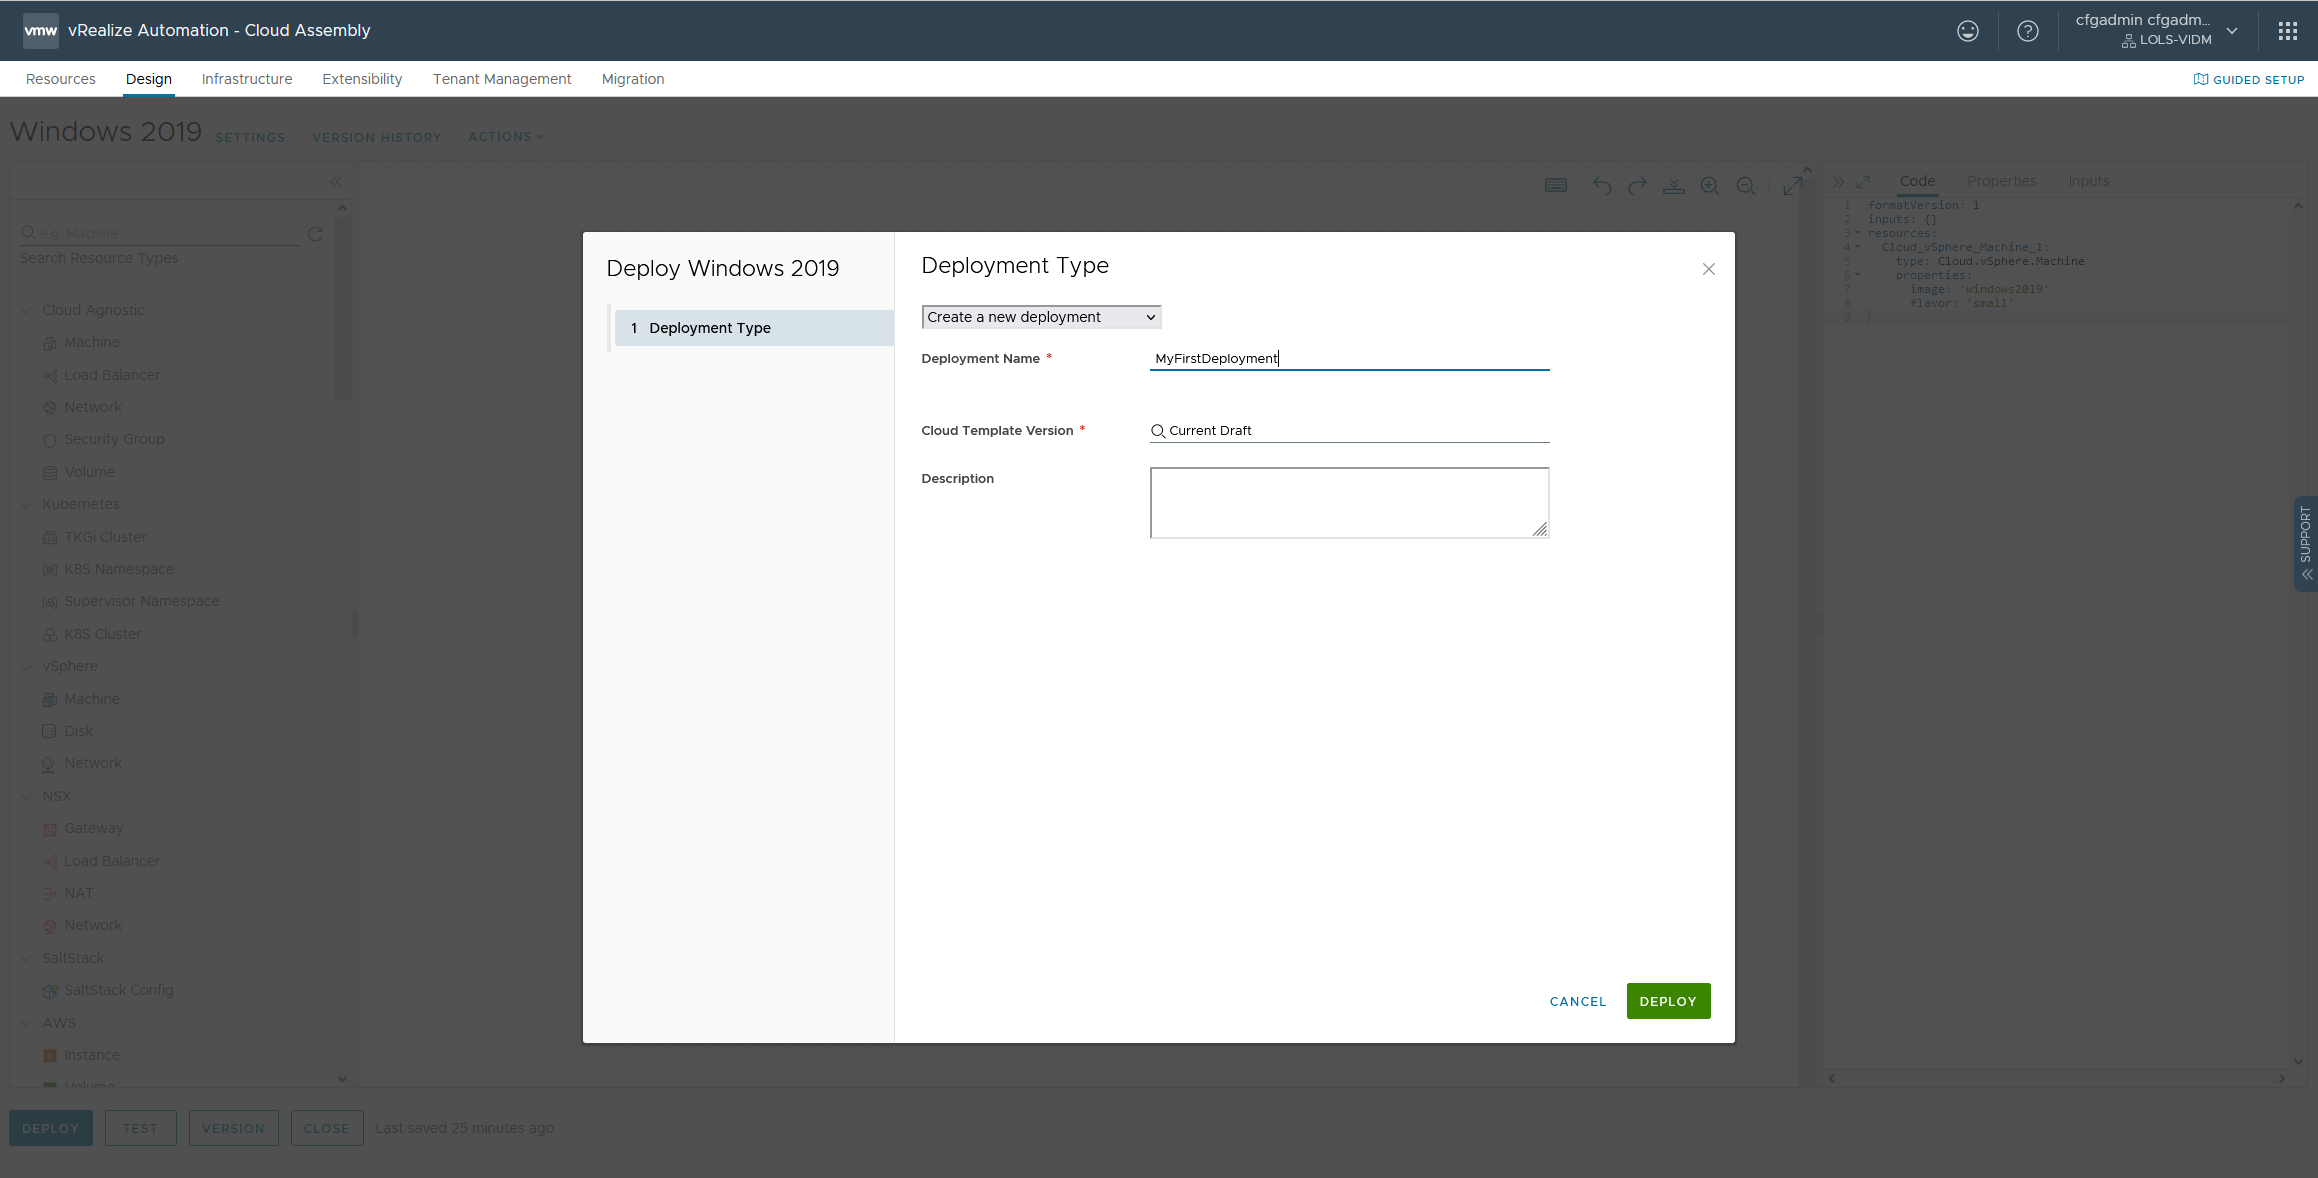 vmw vRealize Automation - Cloud Assembly
cfgadmin cfgadm...
LOLS-VIDM
Resources Design Infrastructure Extensibility Tenant Management Migration
GUIDED SETUP
Windows 2019 SETTINGS VERSION HISTORY ACTIONS
e.g. Machine
Search Resource Types
Cloud Agnostic
Machine
Load Balancer
Network
Security Group
Volume
Kubernetes
TKGi Cluster
K8S Namespace
Supervisor Namespace
K8S Cluster
vSphere
Machine
Disk
Network
NSX
Gateway
Load Balancer
NAT
Network
SaltStack
SaltStack Config
AWS
Instance
Volume
Deploy Windows 2019
1 Deployment Type
Deployment Type
Create a new deployment
Deployment Name * MyFirstDeployment
Cloud Template Version * Current Draft
Description
CANCEL DEPLOY
Code Properties Inputs
1 formatVersion: 1
2 inputs: {}
3 resources:
4 Cloud_vSphere_Machine_1:
5 type: Cloud.vSphere.Machine
6 properties:
7 image: 'windows2019'
8 flavor: 'small'
9
SUPPORT
DEPLOY TEST VERSION CLOSE Last saved 25 minutes ago